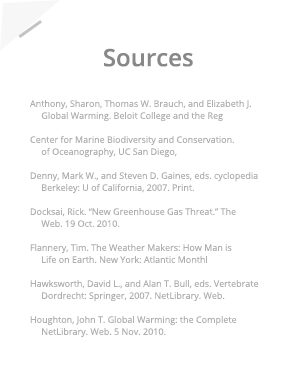 Sources
Anthony, Sharon, Thomas W. Brauch, and Elizabeth J.
Global Warming. Beloit College and the Reg
Center for Marine Biodiversity and Conservation.
of Oceanography, UC San Diego,
Denny, Mark W., and Steven D. Gaines, eds. cyclopedia
Berkeley: U of California, 2007. Print.
Docksai, Rick. “New Greenhouse Gas Threat.” The
Web. 19 Oct. 2010.
Flannery, Tim. The Weather Makers: How Man is
Life on Earth. New York: Atlantic Monthl
Hawksworth, David L., and Alan T. Bull, eds. Vertebrate
Dordrecht: Springer, 2007. NetLibrary. Web.
Houghton, John T. Global Warming: the Complete
NetLibrary. Web. 5 Nov. 2010.